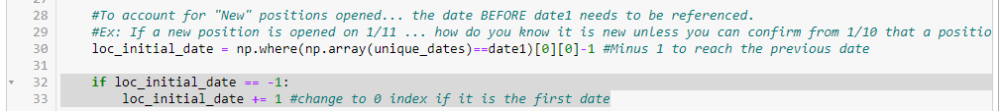 28 #To account for "New" positions opened... the date BEFORE date1 needs to be referenced.
29 #Ex: If a new position is opened on 1/11 ... how do you know it is new unless you can confirm from 1/10 that a positio
30 loc_initial_date = np.where(np.array(unique_dates)==date1)[0][0]-1 #Minus 1 to reach the previous date
31
32 if loc_initial_date == -1:
33 loc_initial_date += 1 #change to 0 index if it is the first date